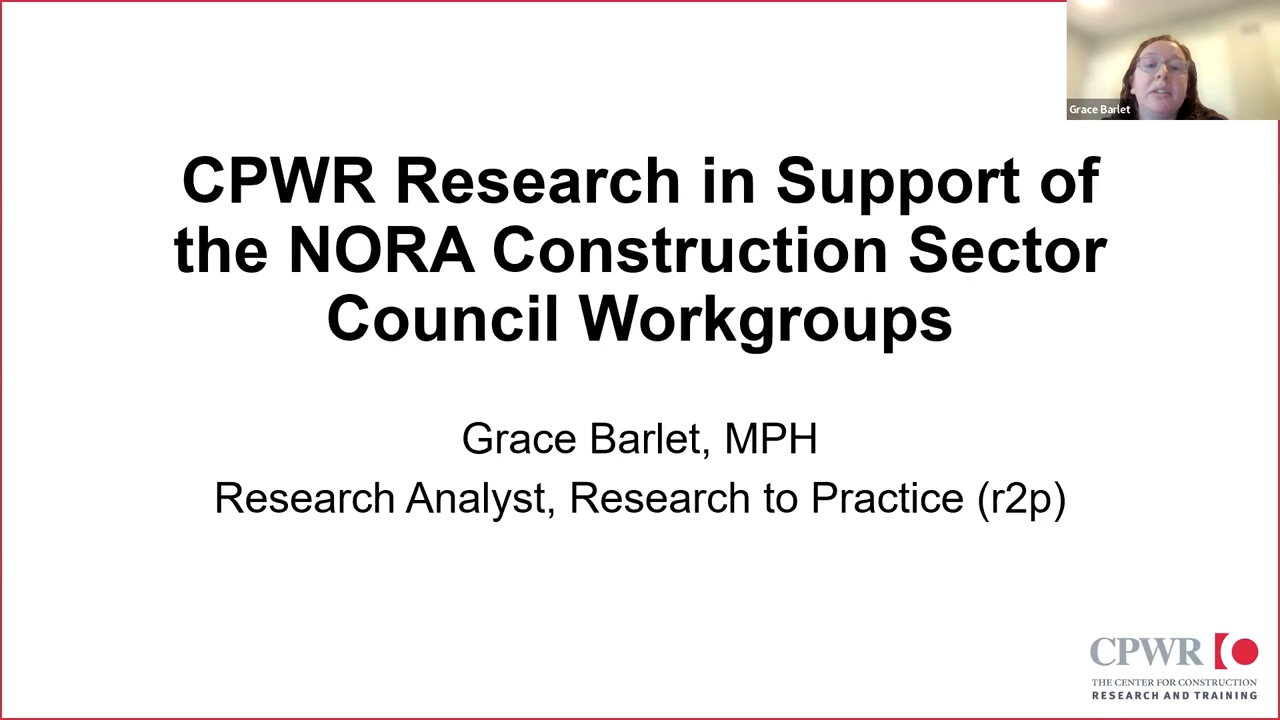 Grace Barlet
CPWR Research in Support of
the NORA Construction Sector
Council Workgroups
Grace Barlet, MPH
Research Analyst, Research to Practice (r2p)
CPWR
THE CENTER FOR CONSTRUCTION
RESEARCH AND TRAINING